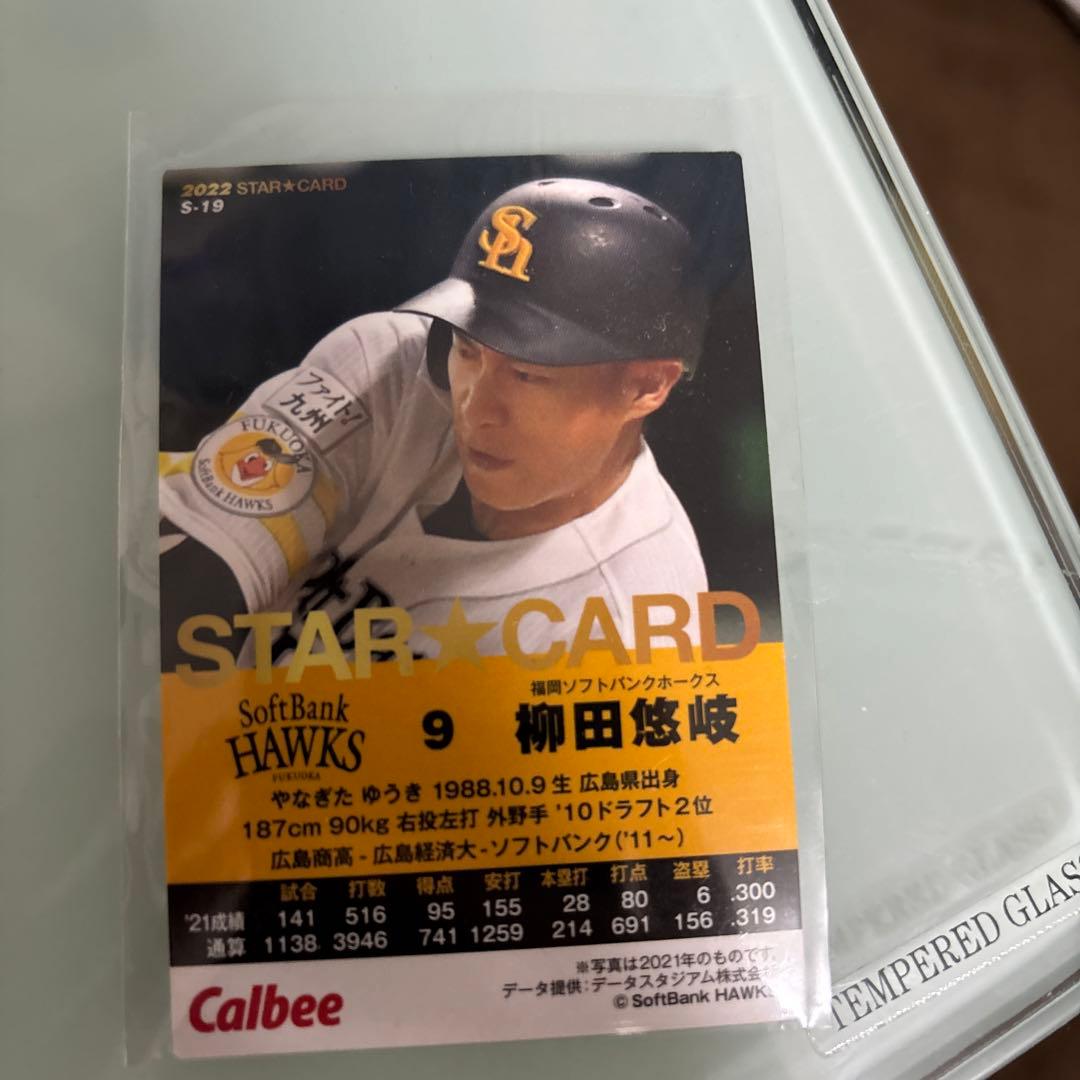 2022 STAR★CARD
S-19
Sh
ファイト!
九州
FUKUOKA
SoftBank HAWKS
STAR★CARD
福岡ソフトバンクホークス
SoftBank
HAWKS
FUKUOKA
9 柳田悠岐
やなぎた ゆうき 1988.10.9生 広島県出身
187cm 90kg 右投左打 外野手 '10ドラフト2位
広島商高-広島経済大-ソフトバンク('11～)
試合 打数 得点 安打 本塁打 打点 盗塁 打率
'21成績 141 516 95 155 28 80 6 .300
通算 1138 3946 741 1259 214 691 156 .319
※写真は2021年のものです。
データ提供:データスタジアム株式会
© SoftBank HAWKS
Calbee
TEMPERED GLAS